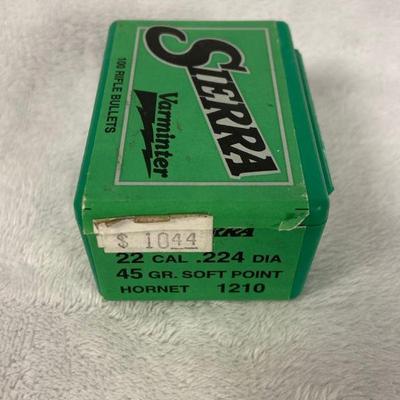 SIERRA
Varminter
100 RIFLE BULLETS
$ 1044
22 CAL .224 DIA
45 GR. SOFT POINT
HORNET 1210